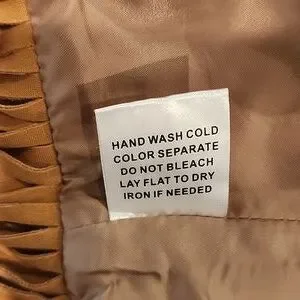 HAND WASH COLD
COLOR SEPARATE
DO NOT BLEACH
LAY FLAT TO DRY
IRON IF NEEDED